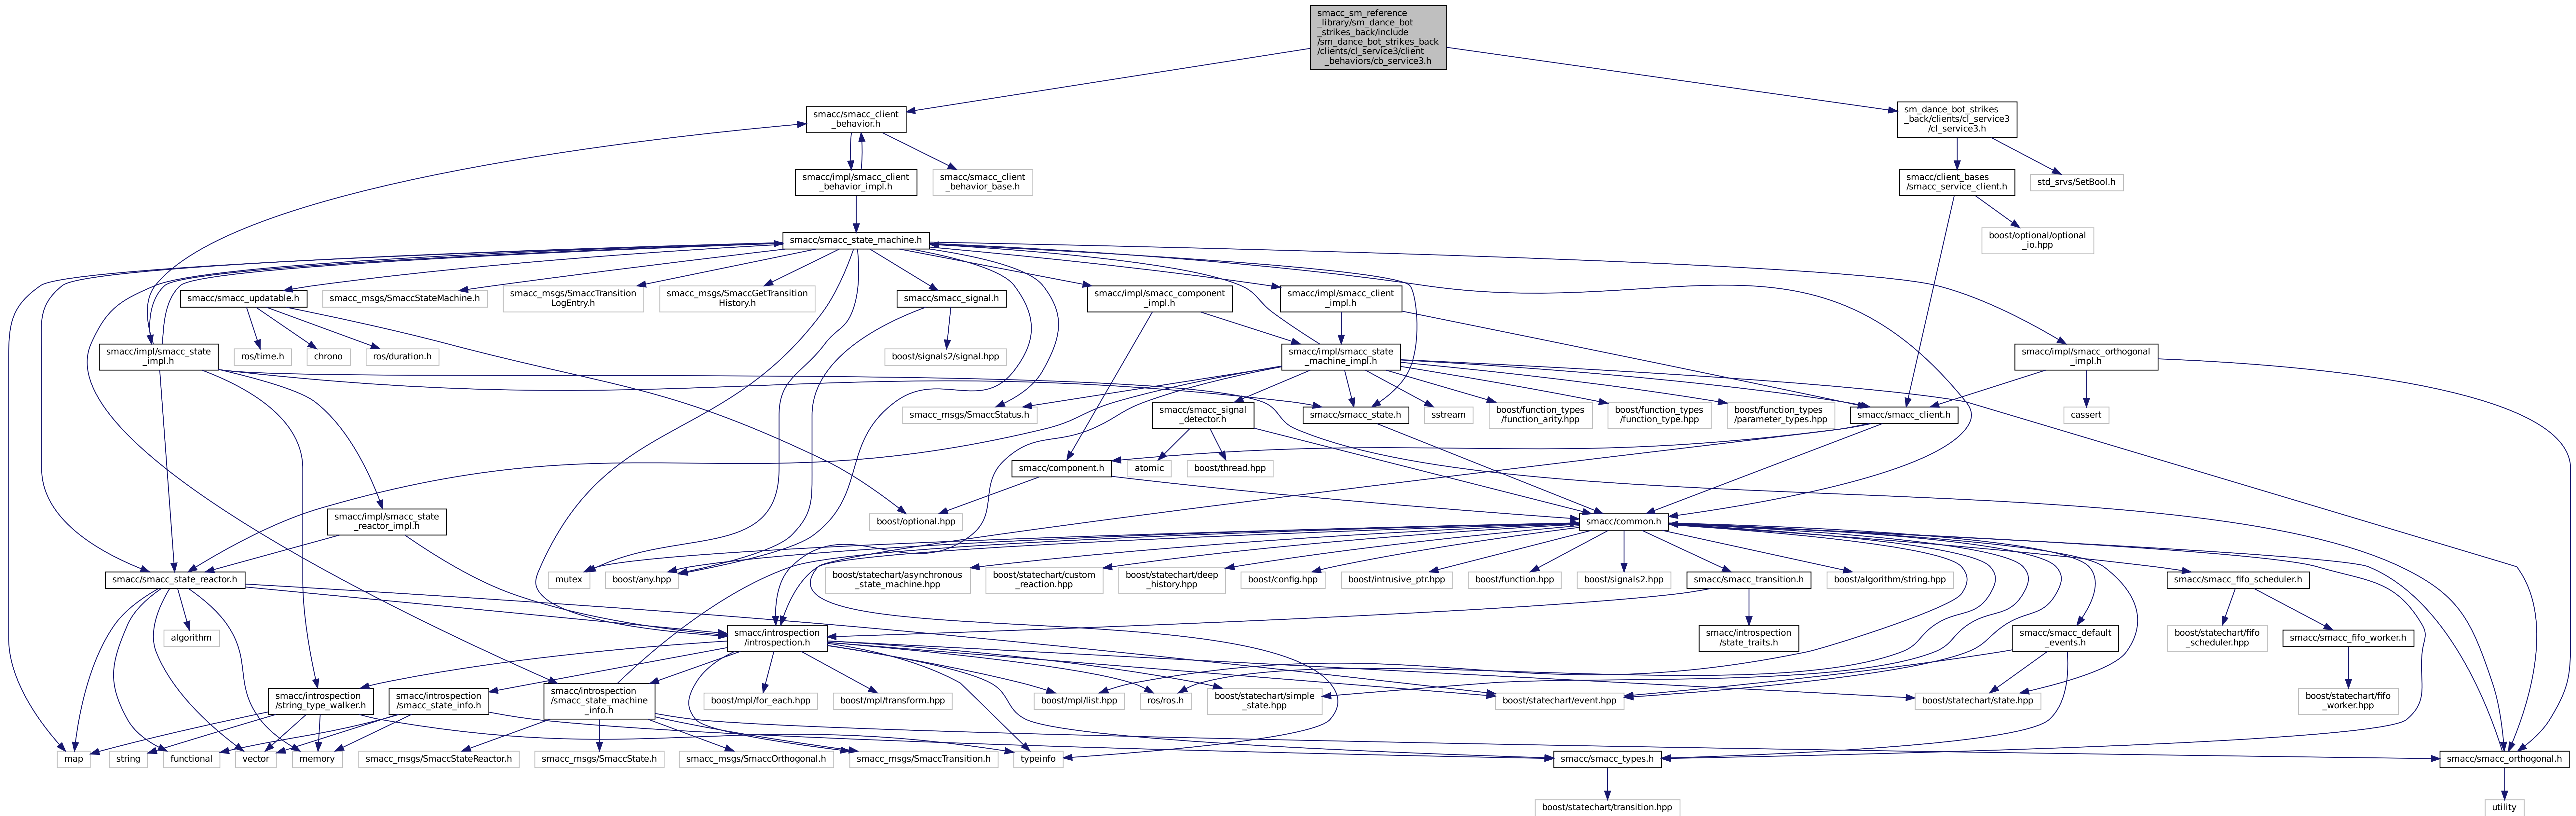 smacc_sm_reference
_library/sm_dance_bot
_strikes_back/include
/sm_dance_bot_strikes_back
/clients/cl_service3/client
_behaviors/cb_service3.h
smacc/smacc_client
_behavior.h
sm_dance_bot_strikes
_back/clients/cl_service3
/cl_service3.h
smacc/impl/smacc_client
_behavior_impl.h
smacc/smacc_client
_behavior_base.h
smacc/client_bases
/smacc_service_client.h
std_srvs/SetBool.h
smacc/smacc_state_machine.h
boost/optional/optional
_io.hpp
smacc/smacc_updatable.h
smacc_msgs/SmaccStateMachine.h
smacc_msgs/SmaccTransition
LogEntry.h
smacc_msgs/SmaccGetTransition
History.h
smacc/smacc_signal.h
smacc/impl/smacc_component
_impl.h
smacc/impl/smacc_client
_impl.h
smacc/impl/smacc_state
_impl.h
ros/time.h
chrono
ros/duration.h
boost/signals2/signal.hpp
smacc/impl/smacc_state
_machine_impl.h
smacc/impl/smacc_orthogonal
_impl.h
smacc_msgs/SmaccStatus.h
smacc/smacc_signal
_detector.h
smacc/smacc_state.h
sstream
boost/function_types
/function_arity.hpp
boost/function_types
/function_type.hpp
boost/function_types
/parameter_types.hpp
smacc/smacc_client.h
cassert
smacc/component.h
atomic
boost/thread.hpp
smacc/impl/smacc_state
_reactor_impl.h
boost/optional.hpp
smacc/common.h
smacc/smacc_state_reactor.h
mutex
boost/any.hpp
boost/statechart/asynchronous
_state_machine.hpp
boost/statechart/custom
_reaction.hpp
boost/statechart/deep
_history.hpp
boost/config.hpp
boost/intrusive_ptr.hpp
boost/function.hpp
boost/signals2.hpp
smacc/smacc_transition.h
boost/algorithm/string.hpp
smacc/smacc_fifo_scheduler.h
algorithm
smacc/introspection
/introspection.h
smacc/introspection
/state_traits.h
smacc/smacc_default
_events.h
boost/statechart/fifo
_scheduler.hpp
smacc/smacc_fifo_worker.h
smacc/introspection
/string_type_walker.h
smacc/introspection
/smacc_state_info.h
smacc/introspection
/smacc_state_machine
_info.h
boost/mpl/for_each.hpp
boost/mpl/transform.hpp
boost/mpl/list.hpp
ros/ros.h
boost/statechart/simple
_state.hpp
boost/statechart/event.hpp
boost/statechart/state.hpp
boost/statechart/fifo
_worker.hpp
map
string
functional
vector
memory
smacc_msgs/SmaccStateReactor.h
smacc_msgs/SmaccState.h
smacc_msgs/SmaccOrthogonal.h
smacc_msgs/SmaccTransition.h
typeinfo
smacc/smacc_types.h
smacc/smacc_orthogonal.h
boost/statechart/transition.hpp
utility